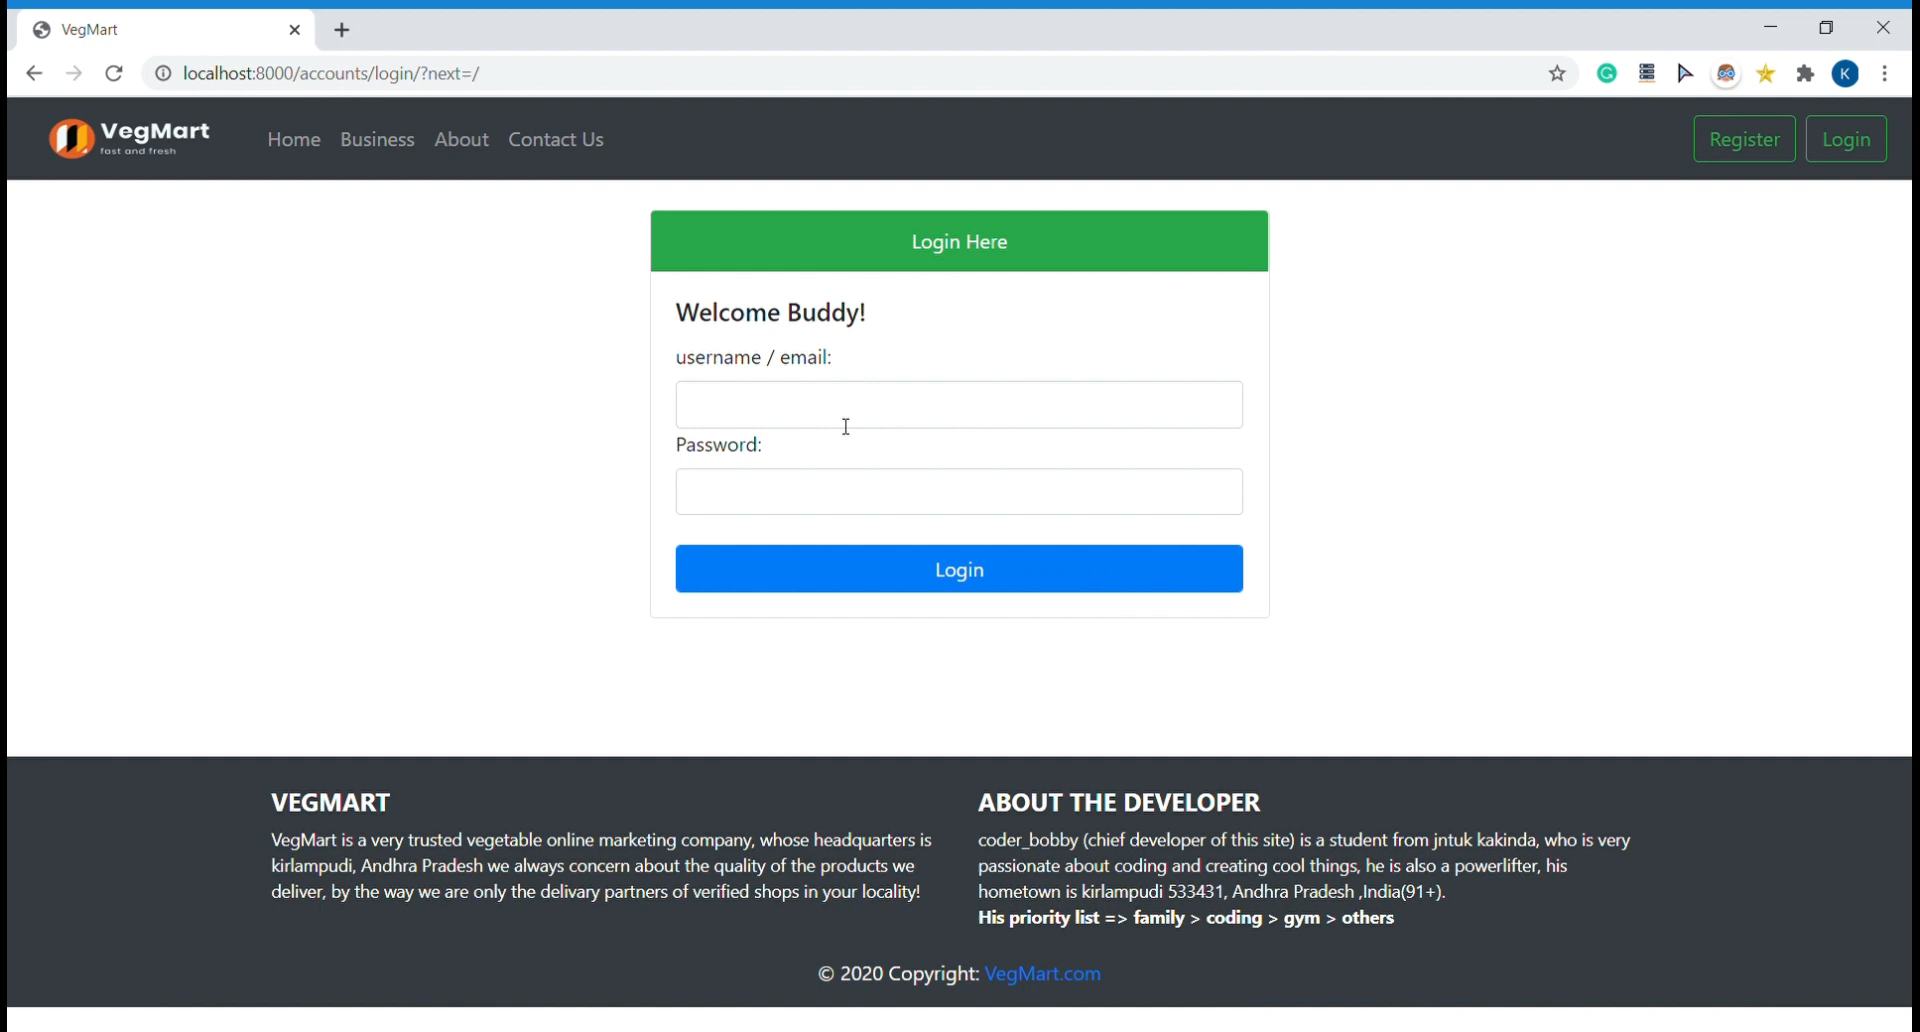 VegMart
localhost:8000/accounts/login/?next=/
K
VegMart
fast and fresh
Home Business About Contact Us
Register Login
Login Here
Welcome Buddy!
username / email:
Password:
Login
VEGMART
VegMart is a very trusted vegetable online marketing company, whose headquarters is
kirlampudi, Andhra Pradesh we always concern about the quality of the products we
deliver, by the way we are only the delivary partners of verified shops in your locality!
ABOUT THE DEVELOPER
coder_bobby (chief developer of this site) is a student from jntuk kakinda, who is very
passionate about coding and creating cool things, he is also a powerlifter, his
hometown is kirlampudi 533431, Andhra Pradesh ,India(91+).
His priority list => family > coding > gym > others
© 2020 Copyright: VegMart.com